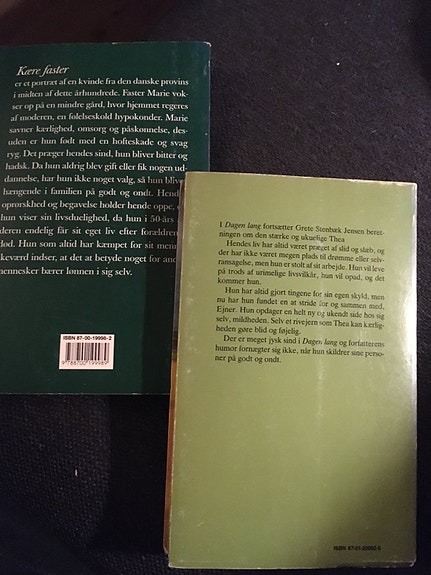 Kære faster
er et portræt af en kvinde fra den danske provins
i midten af dette århundrede. Faster Marie vok-
ser op på en mindre gård, hvor hjemmet regeres
af moderen, en følelseskold hypokonder. Marie
savner kærlighed, omsorg og påskønnelse, des-
uden er hun født med en hofteskade og svag
ryg. Det præger hendes sind, hun bliver bitter og
hadsk. Da hun aldrig blev gift eller fik nogen ud-
dannelse, har hun ikke noget valg, så hun bliver
hængende i familien på godt og ondt.
oprørskhed og begavelse holder hende oppe,
hun viser sin livsduelighed, da hun i 50-års
deren endelig får sit eget liv efter forældrene
død. Hun som altid har kæmpet for sit
neskeværd indser, at det at betyde noget for
mennesker bærer lønnen i sig selv.
ISBN 87-00-19998-2
9 788700 199989
I Dagen lang fortsætter Grete Stenbæk Jensen beret-
ningen om den stærke og ukuelige Thea
Hendes liv har altid været præget af slid og slæb, og
der har ikke været megen plads til drømme eller selv-
ransagelse, men hun er stolt af sit arbejde. Hun vil leve
på trods af urimelige livsvilkår, hun vil opad, og det
kommer hun.
Hun har altid gjort tingene for sin egen skyld, men
nu har hun fundet en at stride for og sammen med,
Ejner. Hun opdager en helt ny og ukendt side hos sig
selv, mildheden. Selv et rivejern som Thea kan kærlig-
heden gøre blid og føjelig.
Der er meget jysk sind i Dagen lang og forfatterens
humor fornægter sig ikke, når hun skildrer sine perso-
ner på godt og ondt.